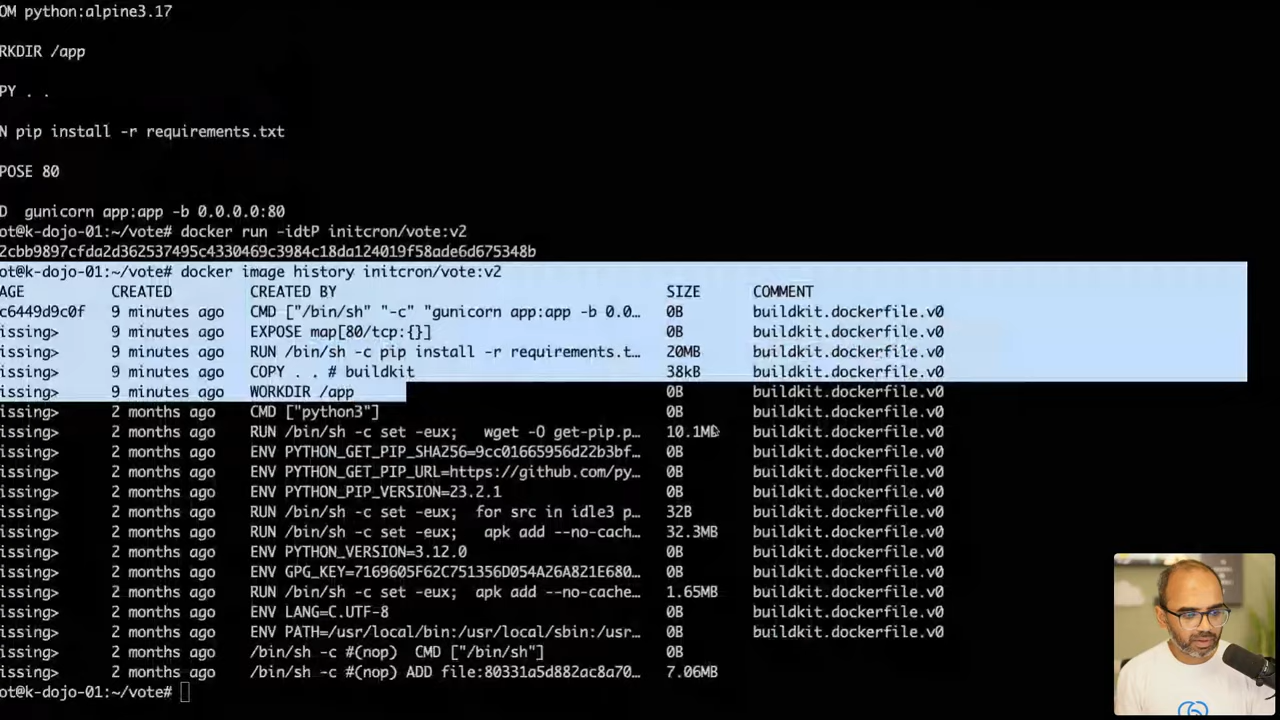 OM python:alpine3.17
RKDIR /app
PY . .
N pip install -r requirements.txt
POSE 80
D  gunicorn app:app -b 0.0.0.0:80
ot@k-dojo-01:~/vote# docker run -idtP initcron/vote:v2
2cbb9897cfda2d362537495c4330469c3984c18da124019f58ade6d675348b
ot@k-dojo-01:~/vote# docker image history initcron/vote:v2
AGE CREATED CREATED BY SIZE COMMENT
c6449d9c0f 9 minutes ago CMD ["/bin/sh" "-c" "gunicorn app:app -b 0.0… 0B buildkit.dockerfile.v0
issing> 9 minutes ago EXPOSE map[80/tcp:{}] 0B buildkit.dockerfile.v0
issing> 9 minutes ago RUN /bin/sh -c pip install -r requirements.t… 20MB buildkit.dockerfile.v0
issing> 9 minutes ago COPY . . # buildkit 38kB buildkit.dockerfile.v0
issing> 9 minutes ago WORKDIR /app 0B buildkit.dockerfile.v0
issing> 2 months ago CMD ["python3"] 0B buildkit.dockerfile.v0
issing> 2 months ago RUN /bin/sh -c set -eux; wget -O get-pip.p… 10.1MB buildkit.dockerfile.v0
issing> 2 months ago ENV PYTHON_GET_PIP_SHA256=9cc01665956d22b3bf… 0B buildkit.dockerfile.v0
issing> 2 months ago ENV PYTHON_GET_PIP_URL=https://github.com/py… 0B buildkit.dockerfile.v0
issing> 2 months ago ENV PYTHON_PIP_VERSION=23.2.1 0B buildkit.dockerfile.v0
issing> 2 months ago RUN /bin/sh -c set -eux; for src in idle3 p… 32B buildkit.dockerfile.v0
issing> 2 months ago RUN /bin/sh -c set -eux; apk add --no-cach… 32.3MB buildkit.dockerfile.v0
issing> 2 months ago ENV PYTHON_VERSION=3.12.0 0B buildkit.dockerfile.v0
issing> 2 months ago ENV GPG_KEY=7169605F62C751356D054A26A821E680… 0B buildkit.dockerfile.v0
issing> 2 months ago RUN /bin/sh -c set -eux; apk add --no-cache… 1.65MB buildkit.dockerfile.v0
issing> 2 months ago ENV LANG=C.UTF-8 0B buildkit.dockerfile.v0
issing> 2 months ago ENV PATH=/usr/local/bin:/usr/local/sbin:/usr… 0B buildkit.dockerfile.v0
issing> 2 months ago /bin/sh -c #(nop)  CMD ["/bin/sh"] 0B
issing> 2 months ago /bin/sh -c #(nop) ADD file:80331a5d882ac8a70… 7.06MB
ot@k-dojo-01:~/vote#